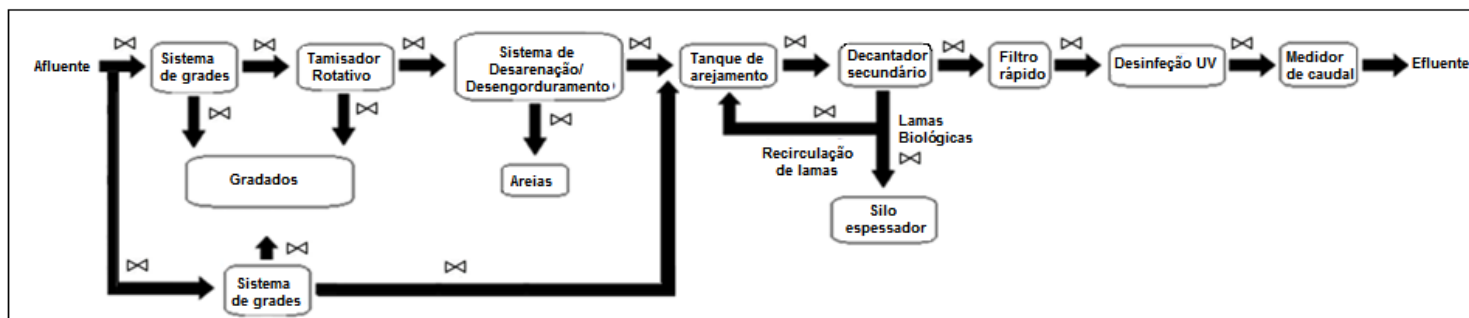 Afluente
Sistema
de grades
Tamisador
Rotativo
Sistema de
Desarenação/
Desengorduramento
Tanque de
arejamento
Decantador
secundário
Filtro
rápido
Desinfeção UV
Medidor
de caudal
Efluente
Gradados
Areias
Recirculação
de lamas
Lamas
Biológicas
Silo
espessador
Sistema
de grades